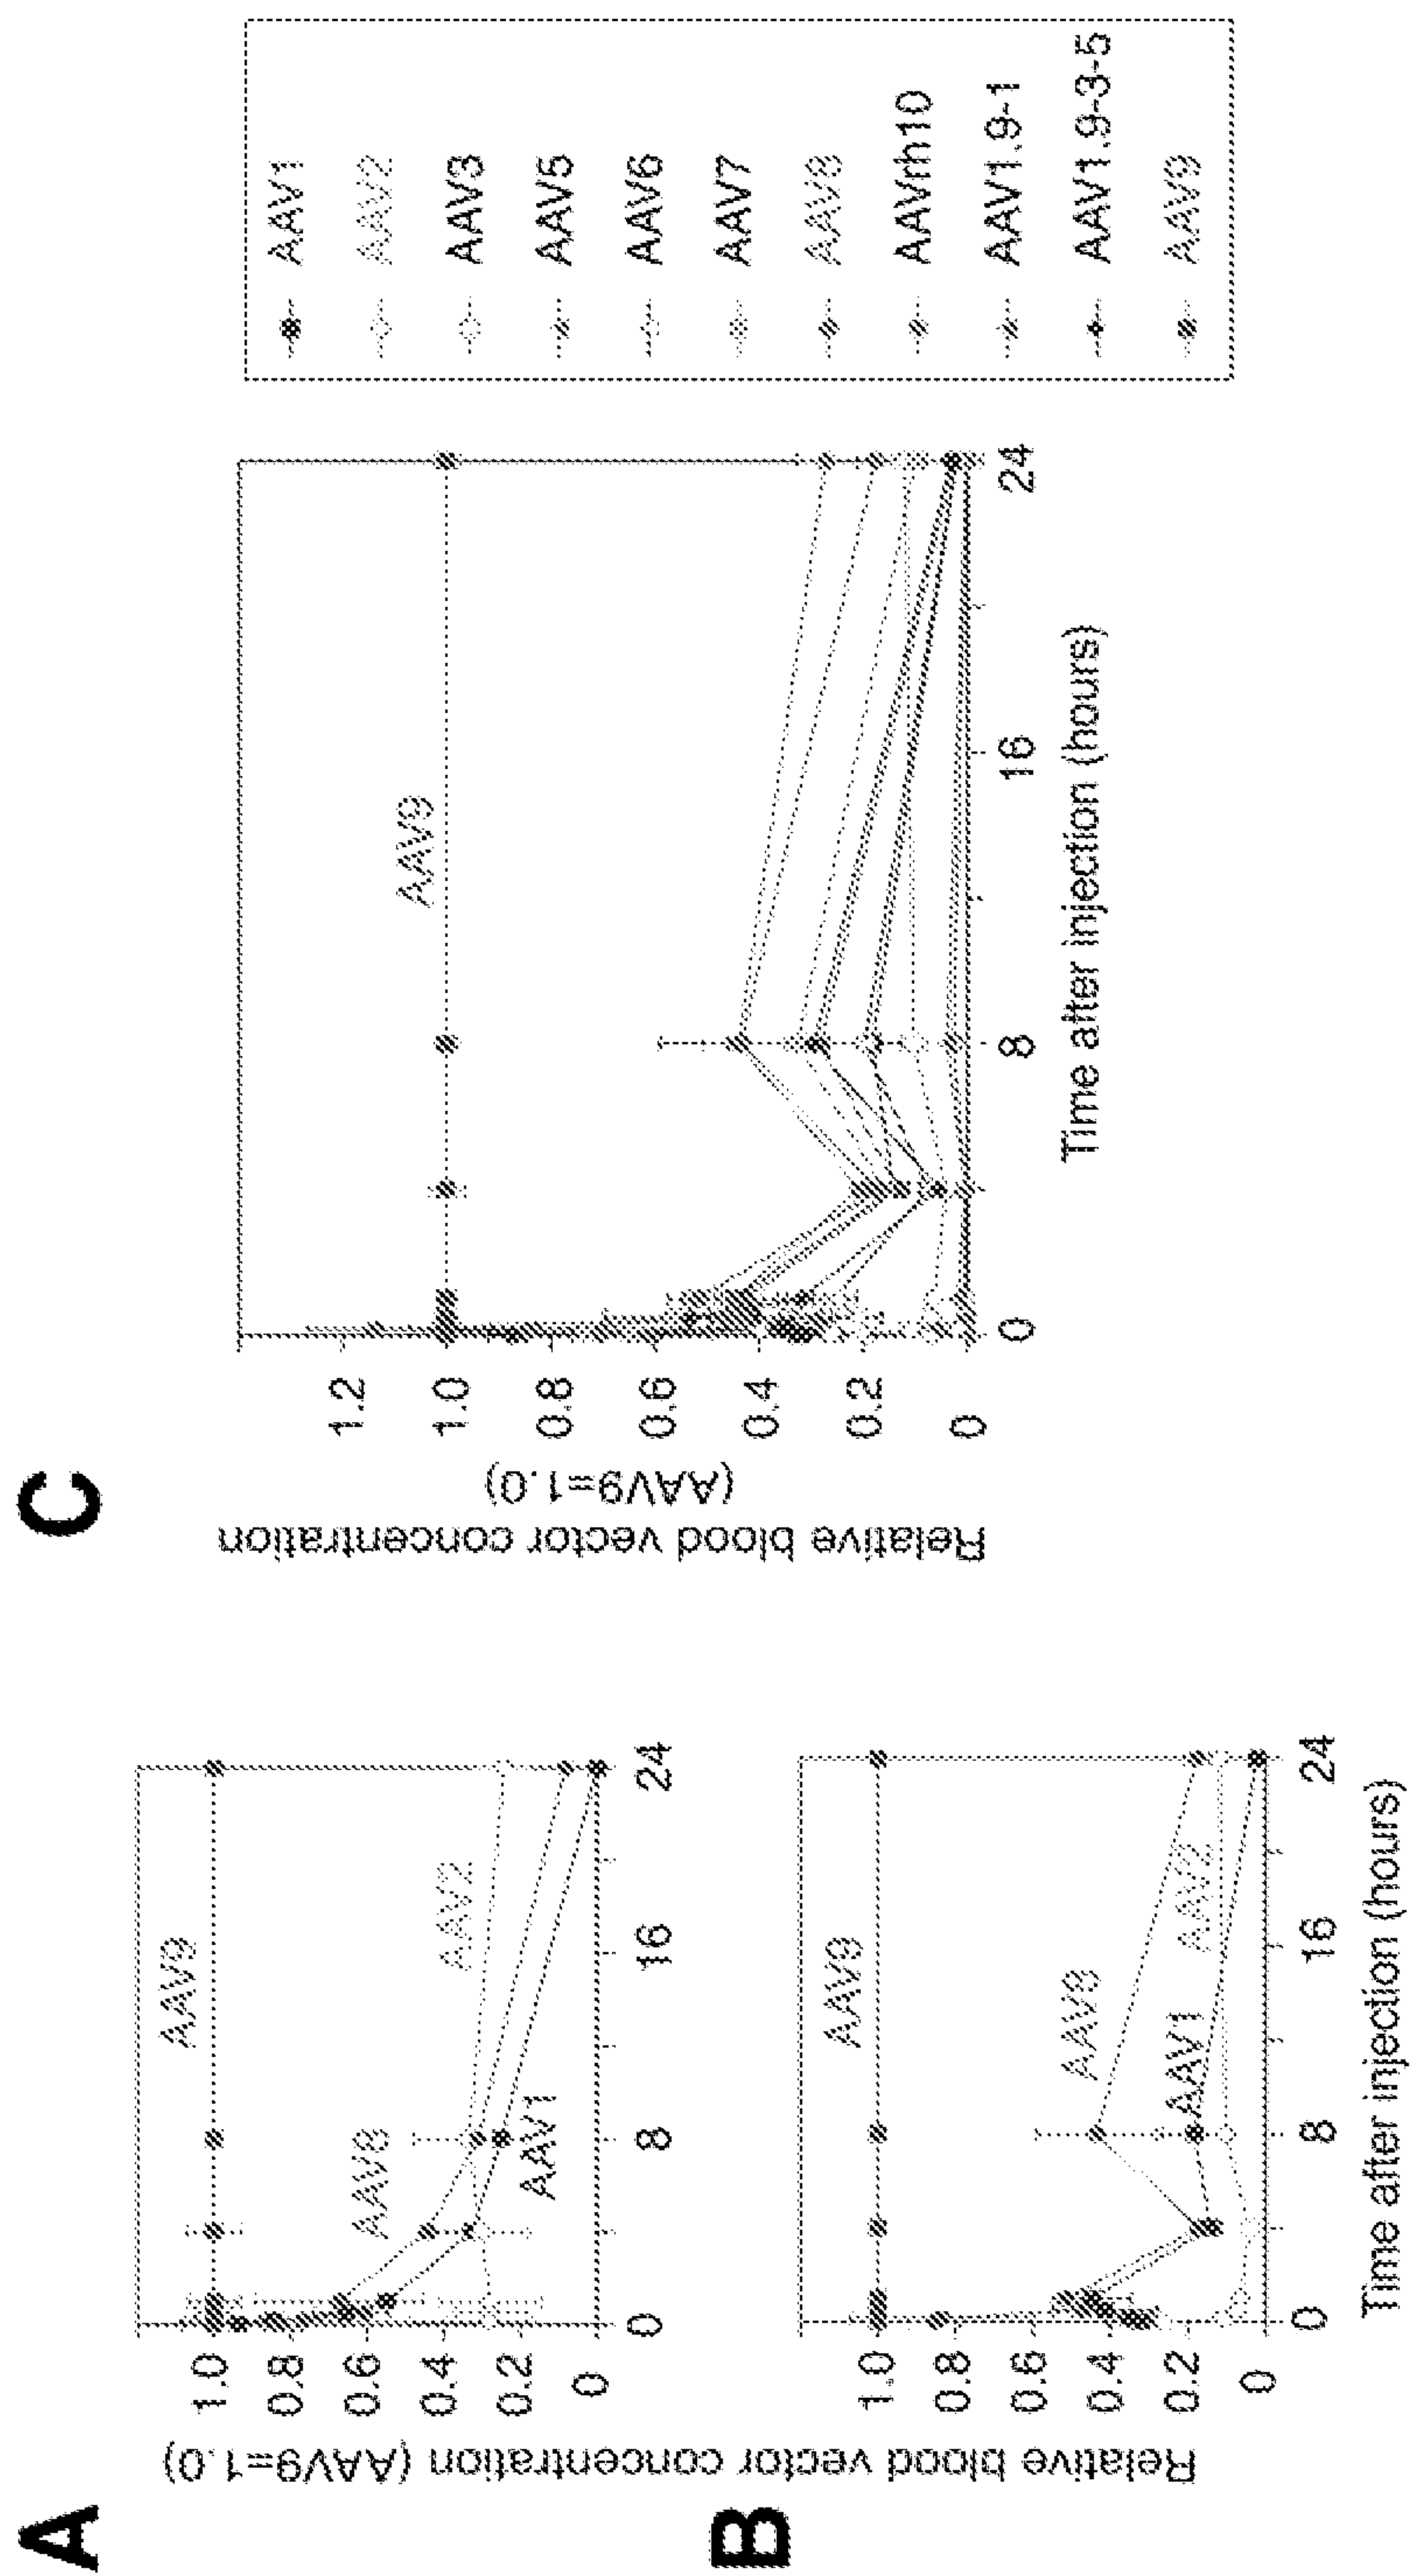 A
Relative blood vector concentration (AAV9=1.0)
1.0
0.8
0.6
0.4
0.2
0
AAV9
AAV8
AAV2
AAV1
0
8
16
24
B
1.0
0.8
0.6
0.4
0.2
0
AAV9
AAV8
AAV1
AAV2
0
8
16
24
Time after injection (hours)
C
Relative blood vector concentration
(AAV9=1.0)
1.2
1.0
0.8
0.6
0.4
0.2
0
AAV9
0
8
16
24
Time after injection (hours)
AAV1
AAV2
AAV3
AAV5
AAV6
AAV7
AAV8
AAVrh10
AAV1.9-1
AAV1.9-3-5
AAV9